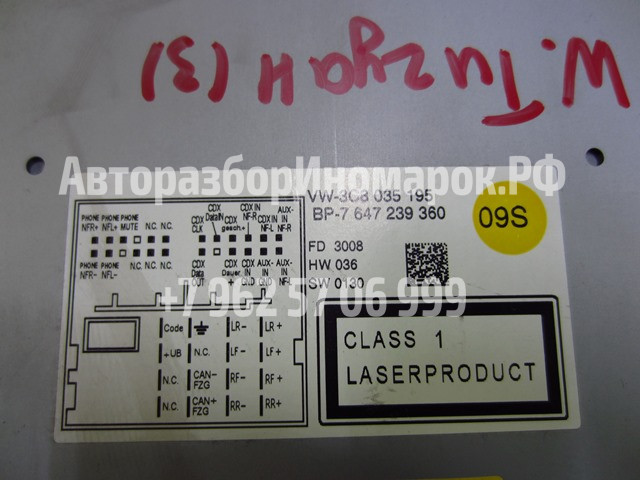 W. Тигуан (3)
АвторазборИномарок.РФ
VW-3C8 035 195
BP-7 647 239 360
09S
FD 3008
HW 036
SW 0130
+7 962 5706 999
PHONE PHONE PHONE
NFR+ NFL+ MUTE N.C. N.C.
PHONE PHONE
NFR- NFL- N.C. N.C. N.C.
CDX CLK
CDX DataIN
CDX gesch.+
CDX IN NF-R
CDX IN NF-L
AUX-IN NF-R
CDX Data OUT
CDX Dauer +
CDX IN GND
AUX IN GND
AUX-IN NF-L
Code LR- LR+
+UB N.C. LF- LF+
N.C. CAN- FZG RF- RF+
N.C. CAN+ FZG RR- RR+
CLASS 1
LASERPRODUCT